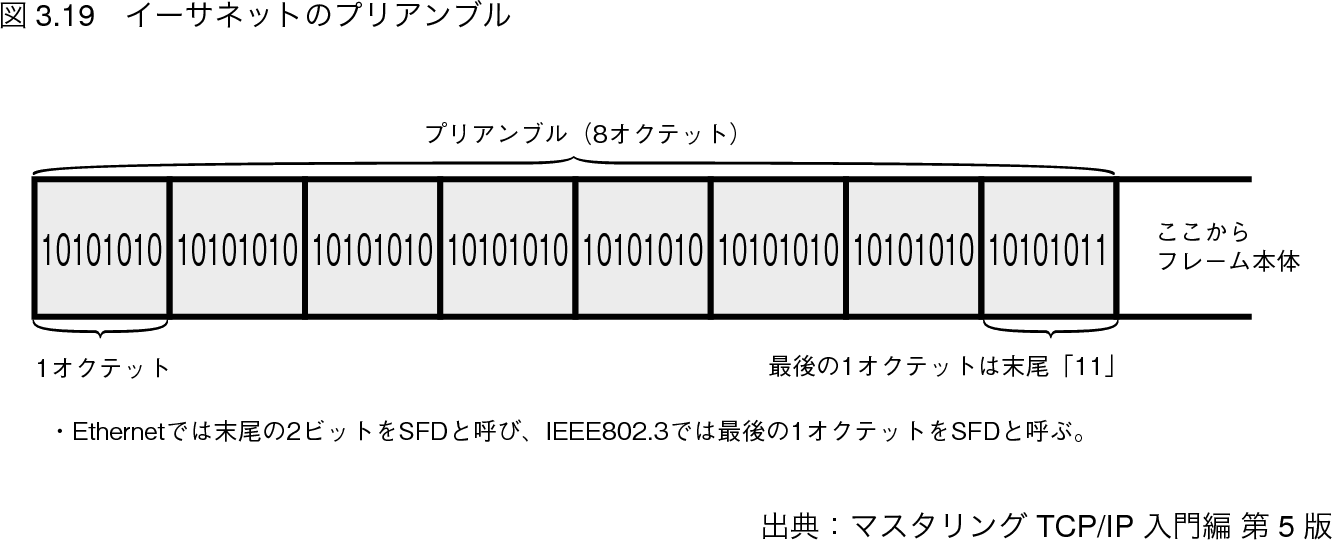 図 3.19　イーサネットのプリアンブル
プリアンブル（8オクテット）
10101010 10101010 10101010 10101010 10101010 10101010 10101010 10101011
ここから
フレーム本体
1オクテット
最後の1オクテットは末尾「11」
・Ethernetでは末尾の2ビットをSFDと呼び、IEEE802.3では最後の1オクテットをSFDと呼ぶ。
出典：マスタリング TCP/IP 入門編 第 5 版